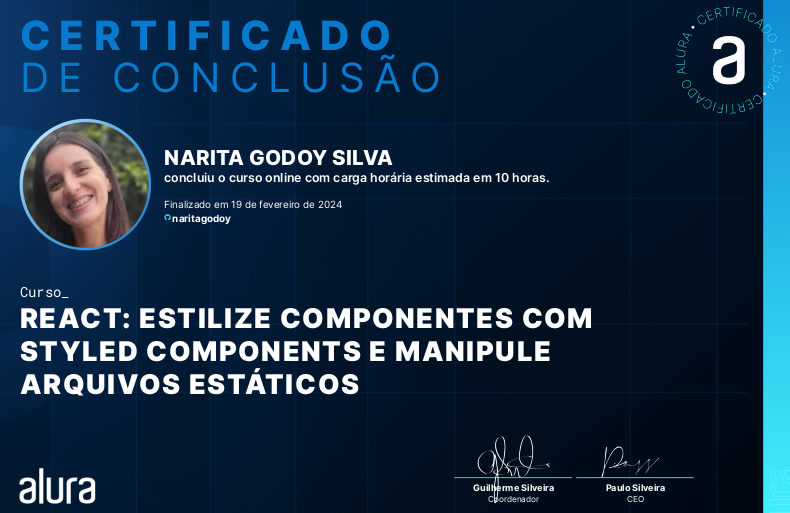 CERTIFICADO
DE CONCLUSÃO
CERTIFICADO ALURA • CERTIFICADO ALURA •
a
NARITA GODOY SILVA
concluiu o curso online com carga horária estimada em 10 horas.
Finalizado em 19 de fevereiro de 2024
naritagodoy
Curso_
REACT: ESTILIZE COMPONENTES COM
STYLED COMPONENTS E MANIPULE
ARQUIVOS ESTÁTICOS
alura
Guilherme Silveira
Coordenador
Paulo Silveira
CEO